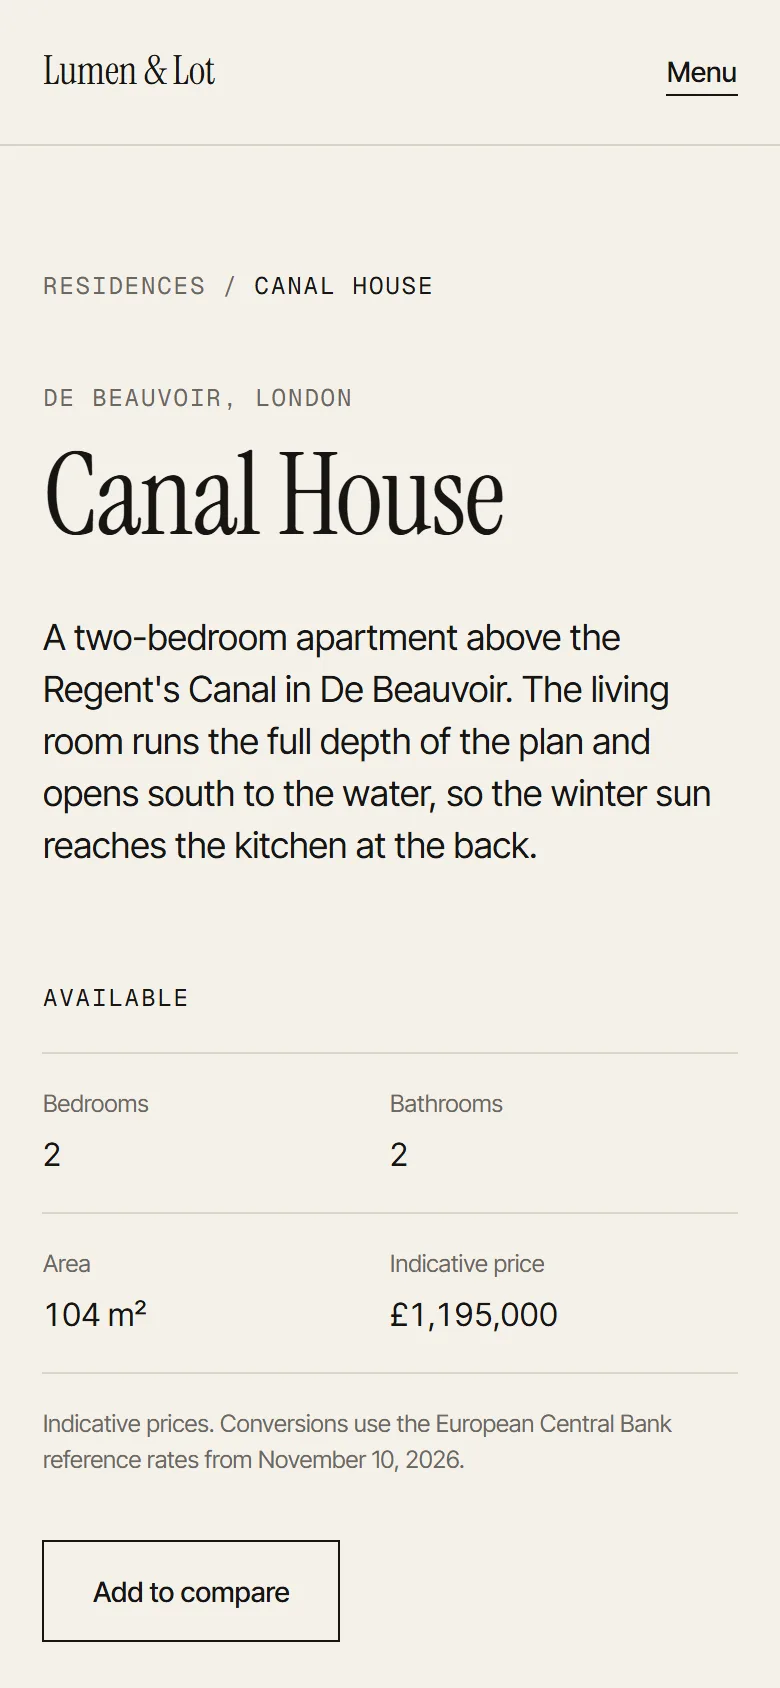 Lumen & Lot
Menu
RESIDENCES / CANAL HOUSE
DE BEAUVOIR, LONDON
Canal House
A two-bedroom apartment above the
Regent's Canal in De Beauvoir. The living
room runs the full depth of the plan and
opens south to the water, so the winter sun
reaches the kitchen at the back.
AVAILABLE
Bedrooms
2
Bathrooms
2
Area
104 m²
Indicative price
£1,195,000
Indicative prices. Conversions use the European Central Bank
reference rates from November 10, 2026.
Add to compare